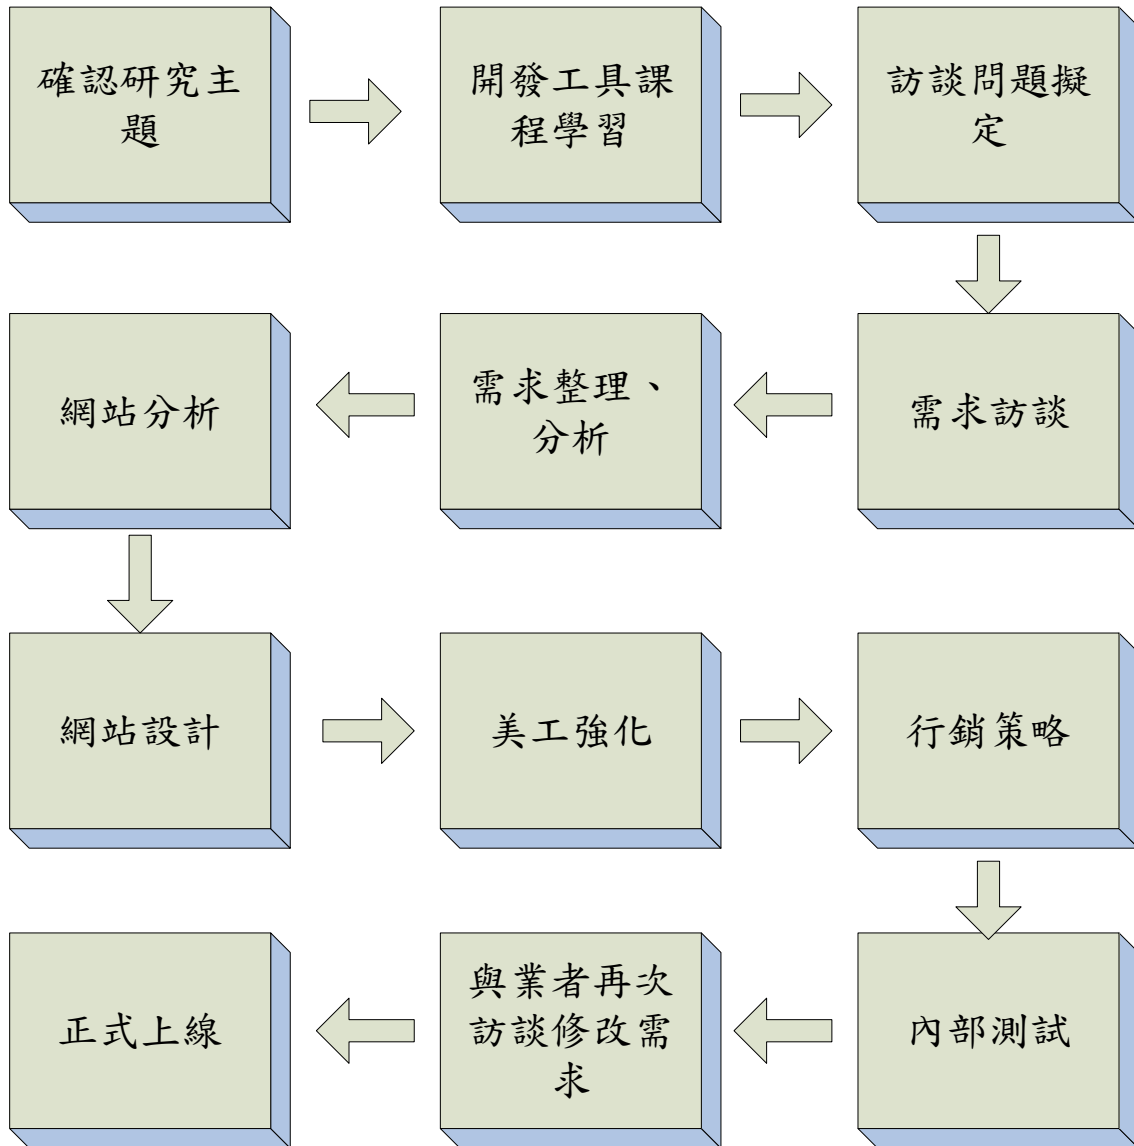 確認研究主
題
開發工具課
程學習
訪談問題擬
定
需求訪談
需求整理、
分析
網站分析
網站設計
美工強化
行銷策略
內部測試
與業者再次
訪談修改需
求
正式上線